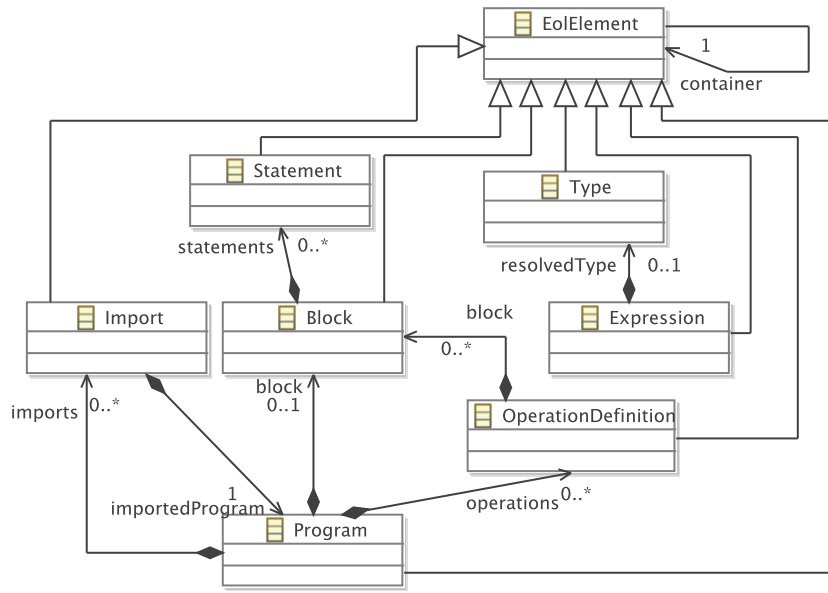 EolElement
1
container
Statement
Type
statements
0..*
resolvedType
0..1
Import
Block
block
Expression
0..*
block
imports
0..*
0..1
OperationDefinition
1
importedProgram
operations
0..*
Program